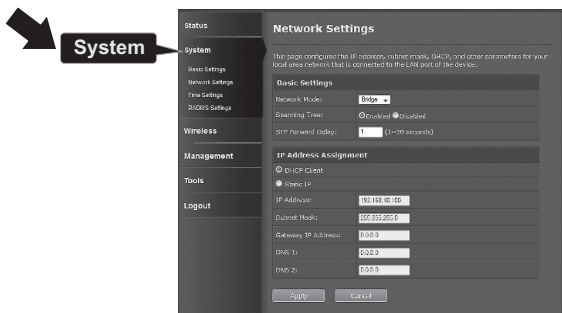 System
Status
System
Basic Settings
Network Settings
Time Settings
RADIUS Settings
Wireless
Management
Tools
Logout
Network Settings
This page configures the IP address, subnet mask, DHCP, and other parameters for your
local area network that is connected to the LAN port of the device.
Basic Settings
Network Mode: Bridge
Spanning Tree: Enabled Disabled
STP Forward Delay: 1 (1~30 seconds)
IP Address Assignment
DHCP Client
Static IP
IP Address: 192.168.10.100
Subnet Mask: 255.255.255.0
Gateway IP Address: 0.0.0.0
DNS 1: 0.0.0.0
DNS 2: 0.0.0.0
Apply Cancel